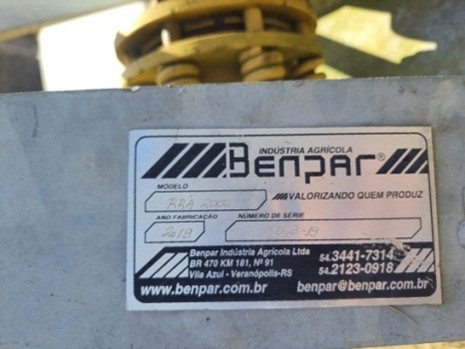 INDÚSTRIA AGRÍCOLA
Benpar®
MODELO
VALORIZANDO QUEM PRODUZ
RRA 2000
ANO FABRICAÇÃO NÚMERO DE SÉRIE
2019
Benpar Indústria Agrícola Ltda
BR 470 KM 181, Nº 91
Vila Azul - Veranópolis-RS
54.3441-7314
54.2123-0918
www.benpar.com.br benpar@benpar.com.br